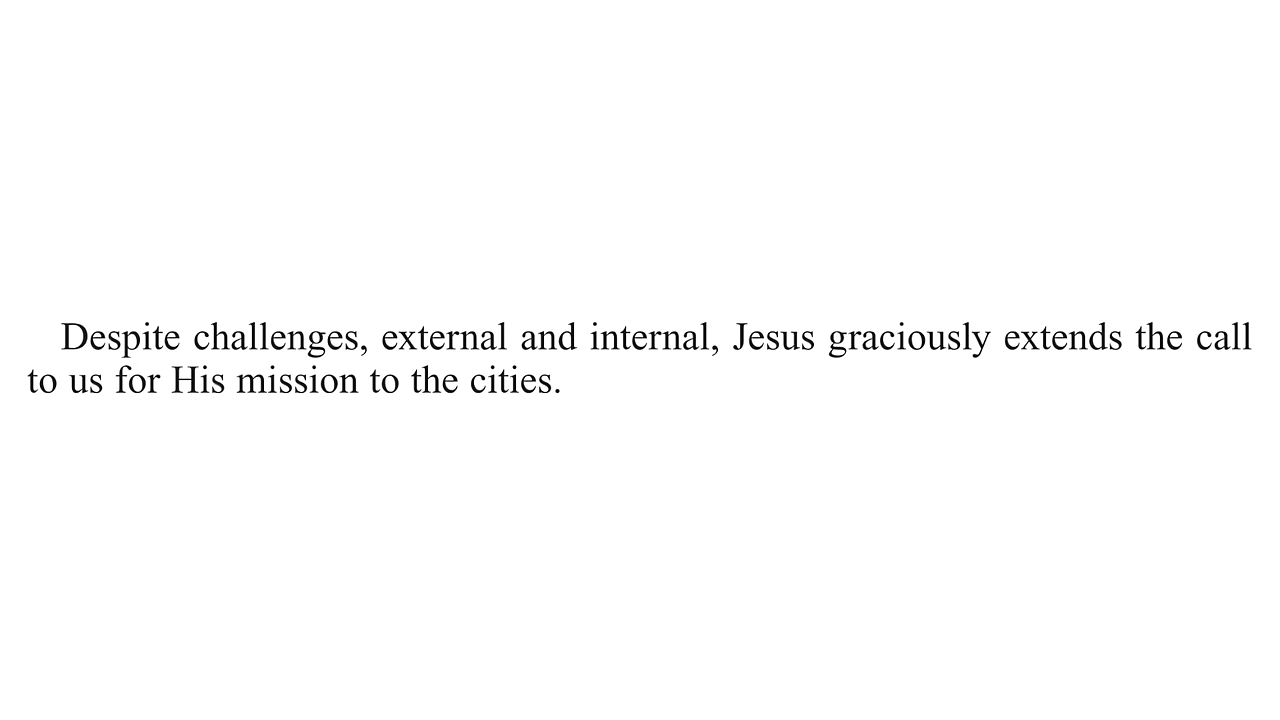 Despite challenges, external and internal, Jesus graciously extends the call
to us for His mission to the cities.